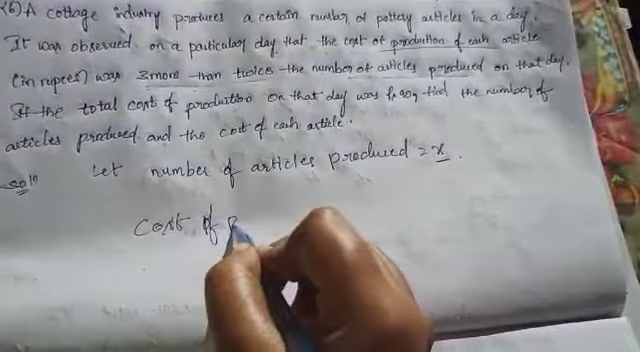 (6) A cottage industry produces a certain number of pottery articles in a day.
It was observed on a particular day that the cost of production of each article
(in rupees) was 3 more than twice the number of articles produced on that day.
If the total cost of production on that day was ₹ 90, find the number of
articles produced and the cost of each article.
Solⁿ Let number of articles produced = x.
Cost of P